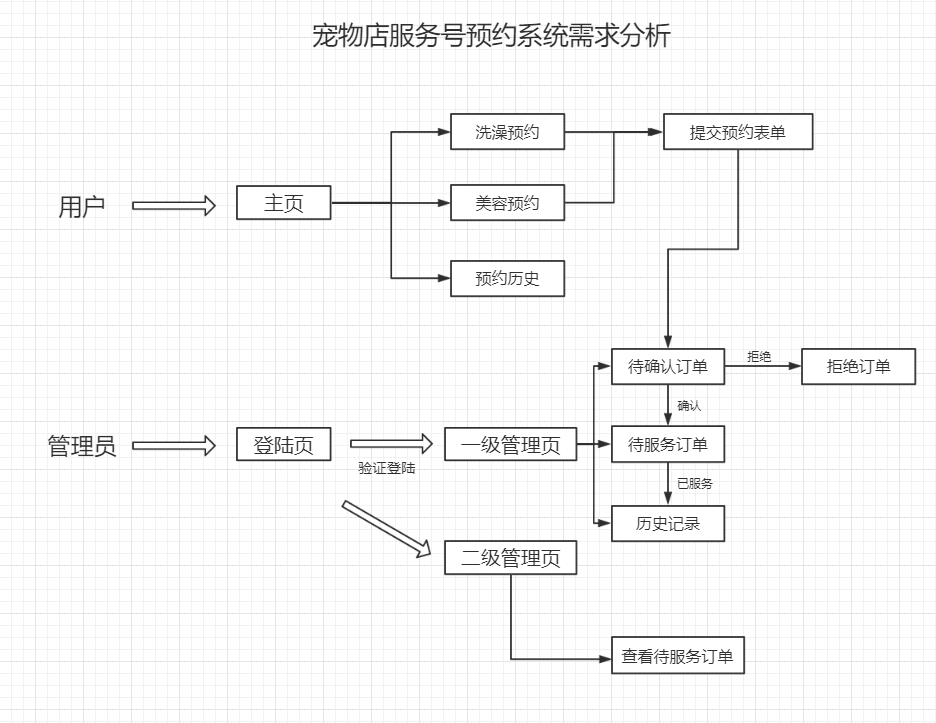 宠物店服务号预约系统需求分析
洗澡预约
提交预约表单
用户
主页
美容预约
预约历史
待确认订单
拒绝
拒绝订单
确认
管理员
登陆页
验证登陆
一级管理页
待服务订单
已服务
历史记录
二级管理页
查看待服务订单